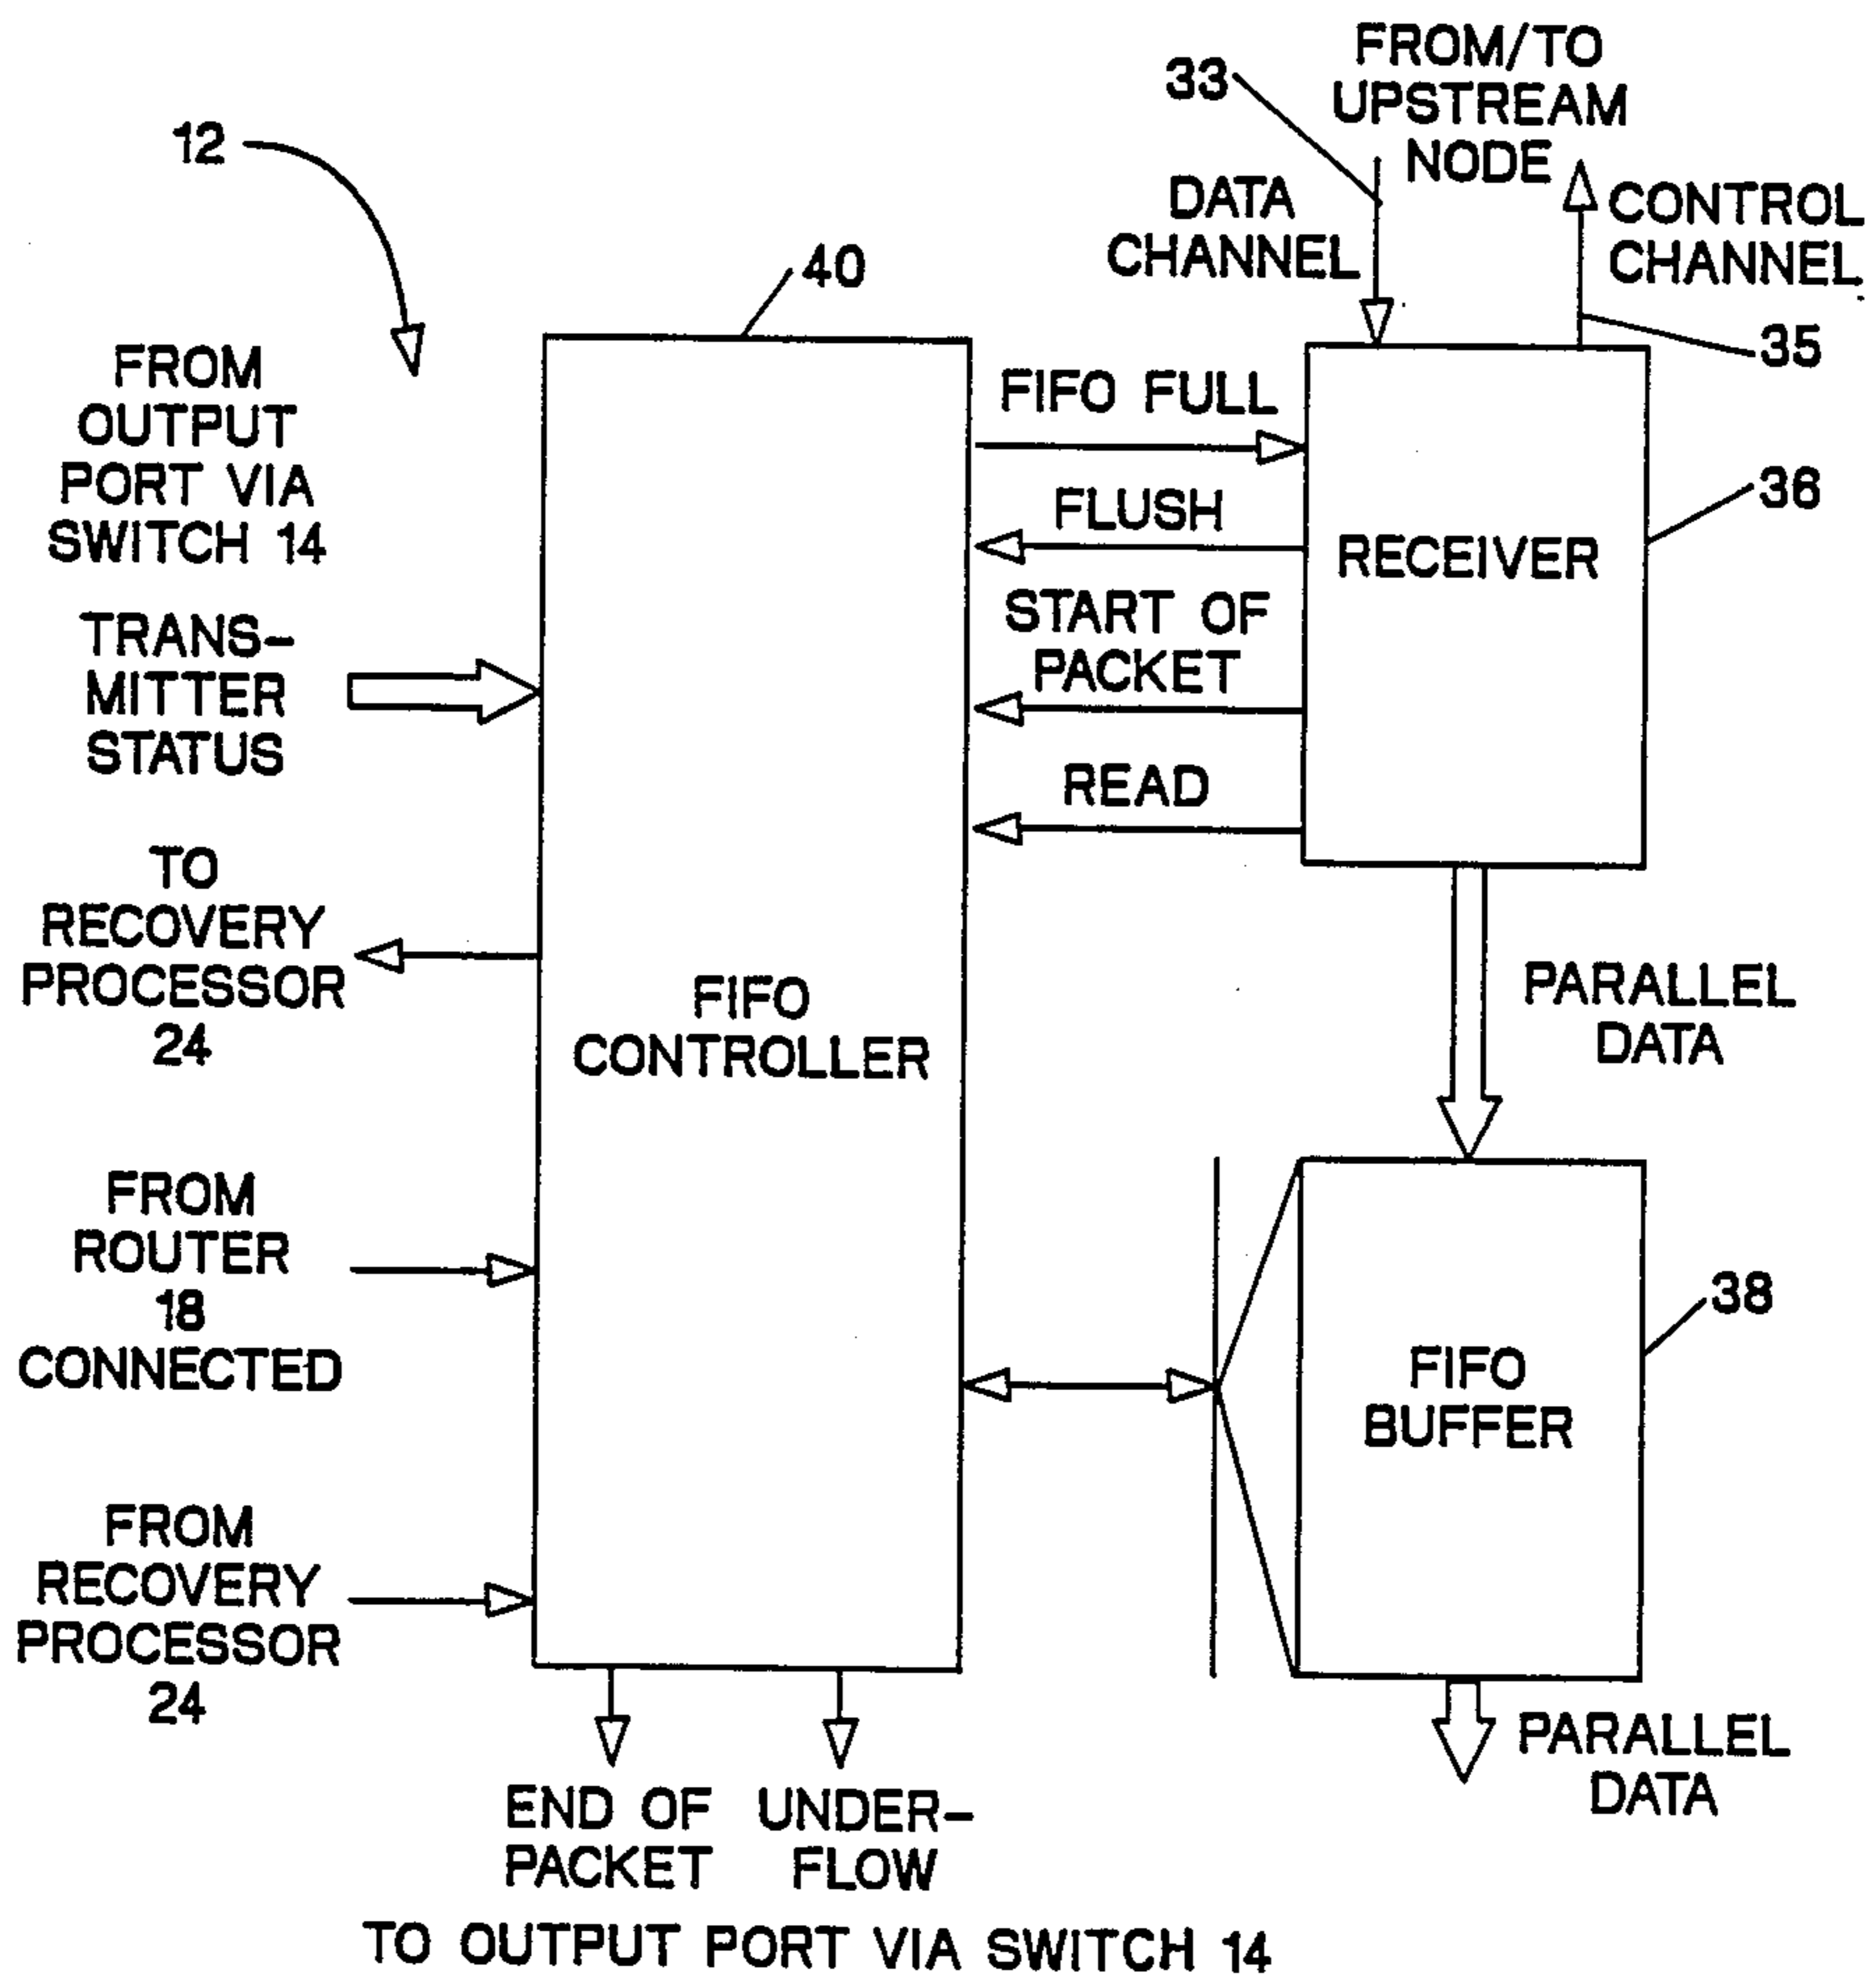 12
33
FROM/TO
UPSTREAM
NODE
DATA
CHANNEL
CONTROL
CHANNEL
35
40
FROM
OUTPUT
PORT VIA
SWITCH 14
TRANS-
MITTER
STATUS
TO
RECOVERY
PROCESSOR
24
FROM
ROUTER
18
CONNECTED
FROM
RECOVERY
PROCESSOR
24
FIFO
CONTROLLER
FIFO FULL
FLUSH
START OF
PACKET
READ
RECEIVER
36
PARALLEL
DATA
FIFO
BUFFER
38
PARALLEL
DATA
END OF
PACKET
UNDER-
FLOW
TO OUTPUT PORT VIA SWITCH 14